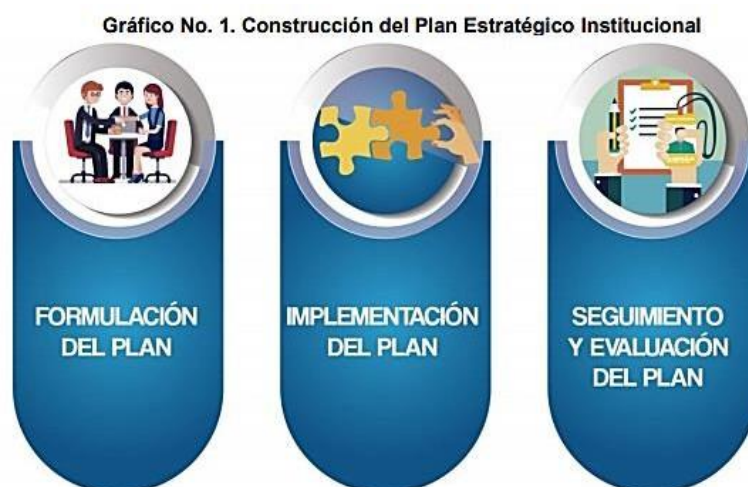 Gráfico No. 1. Construcción del Plan Estratégico Institucional
FORMULACIÓN
DEL PLAN
IMPLEMENTACIÓN
DEL PLAN
SEGUIMIENTO
Y EVALUACIÓN
DEL PLAN